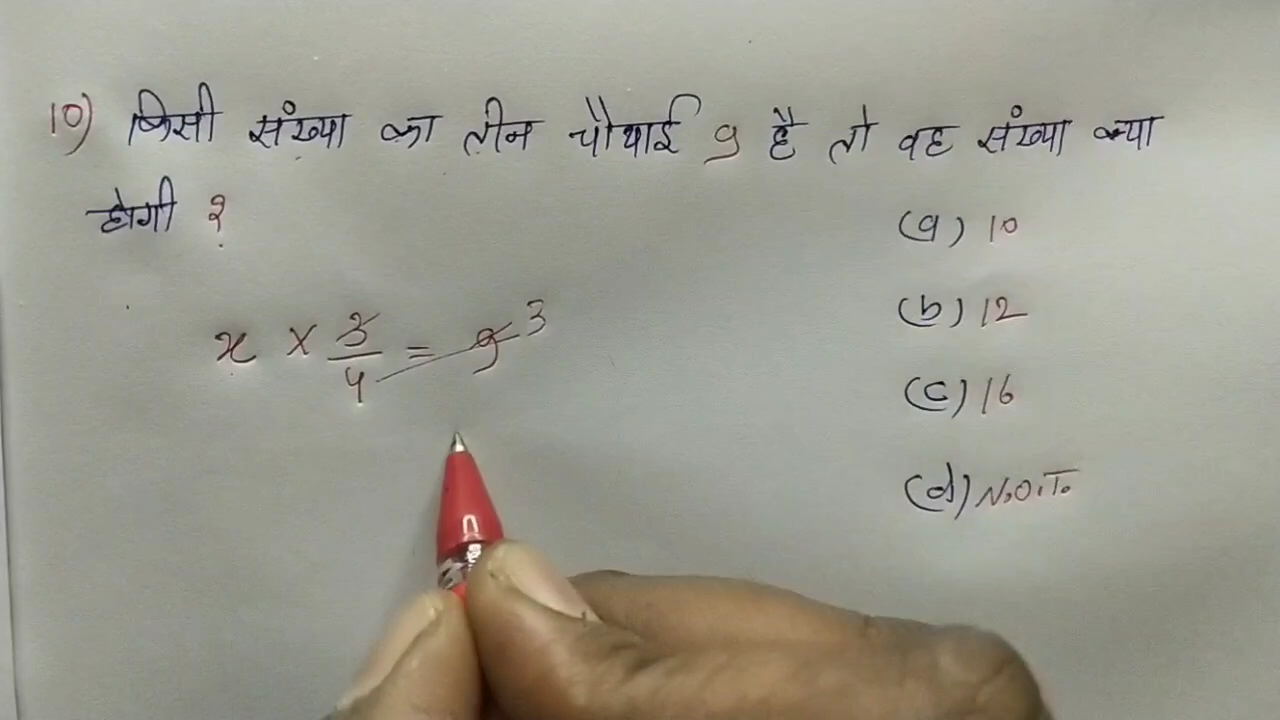 10) किसी संख्या का तीन चौथाई 9 है तो वह संख्या क्या
होगी ?
(a) 10
(b) 12
(c) 16
(d) N.O.T.
x × 3/4 = 9 3